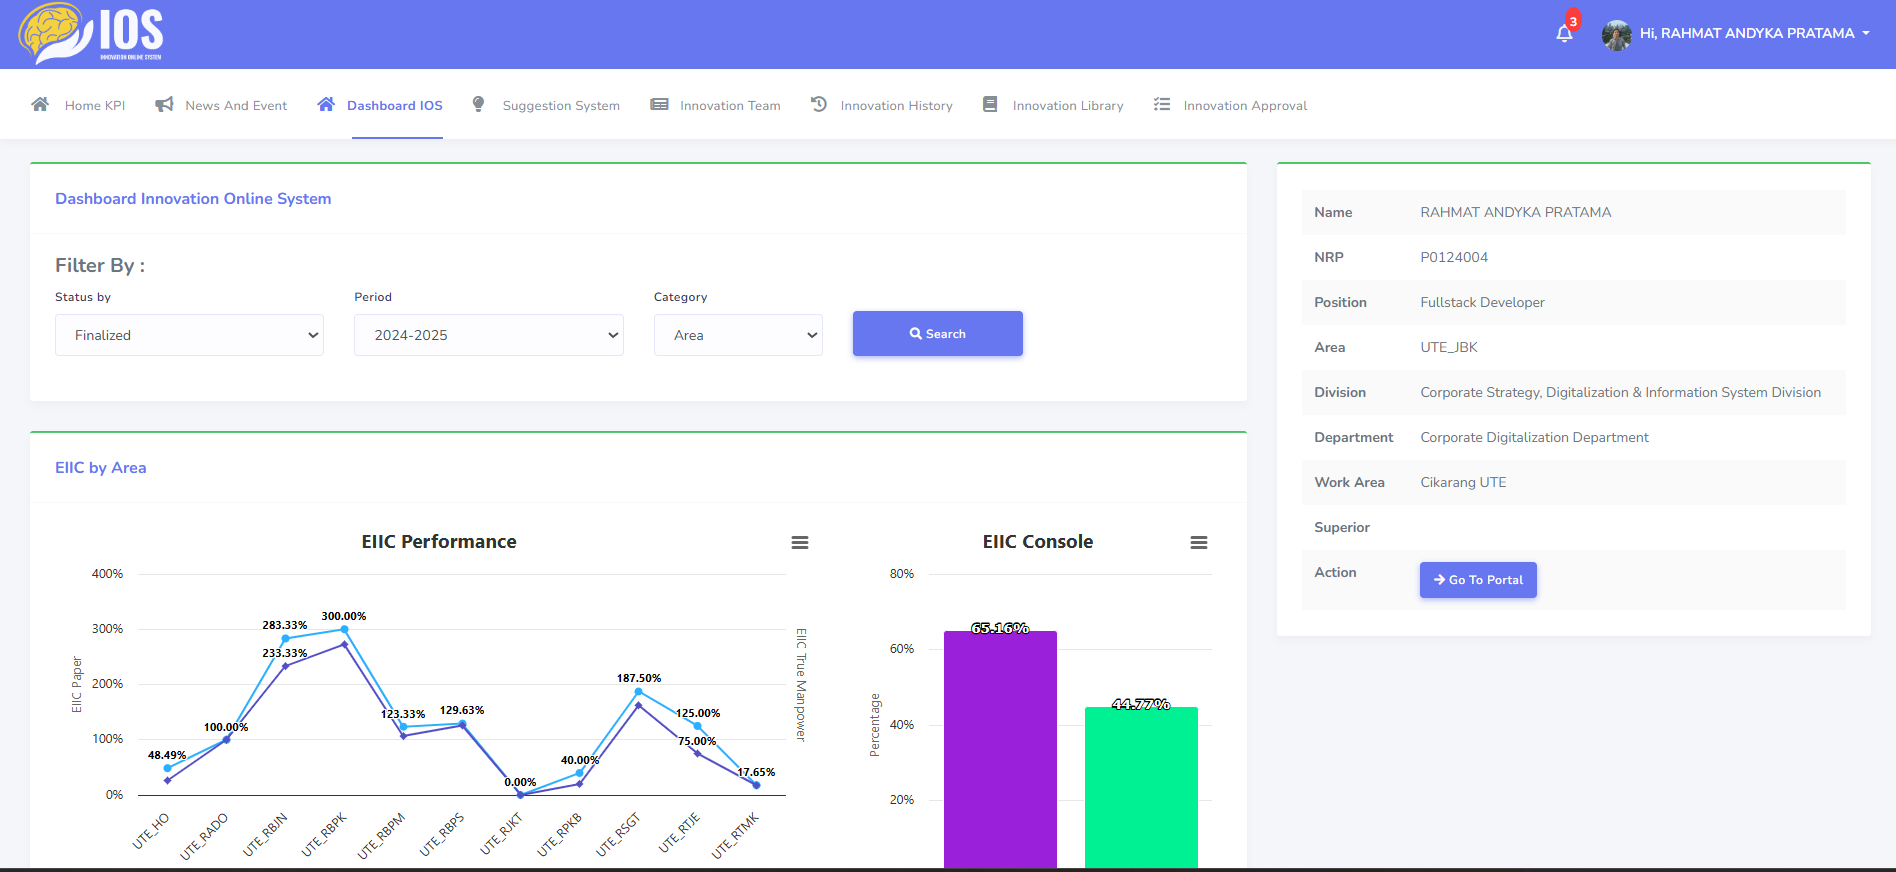 IOS
INNOVATION ONLINE SYSTEM
3
Hi, RAHMAT ANDYKA PRATAMA
Home KPI
News And Event
Dashboard IOS
Suggestion System
Innovation Team
Innovation History
Innovation Library
Innovation Approval
Dashboard Innovation Online System
Filter By :
Status by
Period
Category
Finalized
2024-2025
Area
Search
EIIC by Area
EIIC Performance
400%
300%
200%
100%
0%
EIIC Paper
EIIC True Manpower
48.49%
100.00%
283.33%
233.33%
300.00%
123.33%
129.63%
0.00%
40.00%
187.50%
125.00%
75.00%
17.65%
UTE_HO
UTE_RADO
UTE_RBJN
UTE_RBPK
UTE_RBPM
UTE_RBPS
UTE_RJKT
UTE_RPKB
UTE_RSGT
UTE_RTJE
UTE_RTMK
EIIC Console
80%
60%
40%
20%
Percentage
65.16%
44.77%
Name RAHMAT ANDYKA PRATAMA
NRP P0124004
Position Fullstack Developer
Area UTE_JBK
Division Corporate Strategy, Digitalization & Information System Division
Department Corporate Digitalization Department
Work Area Cikarang UTE
Superior
Action Go To Portal